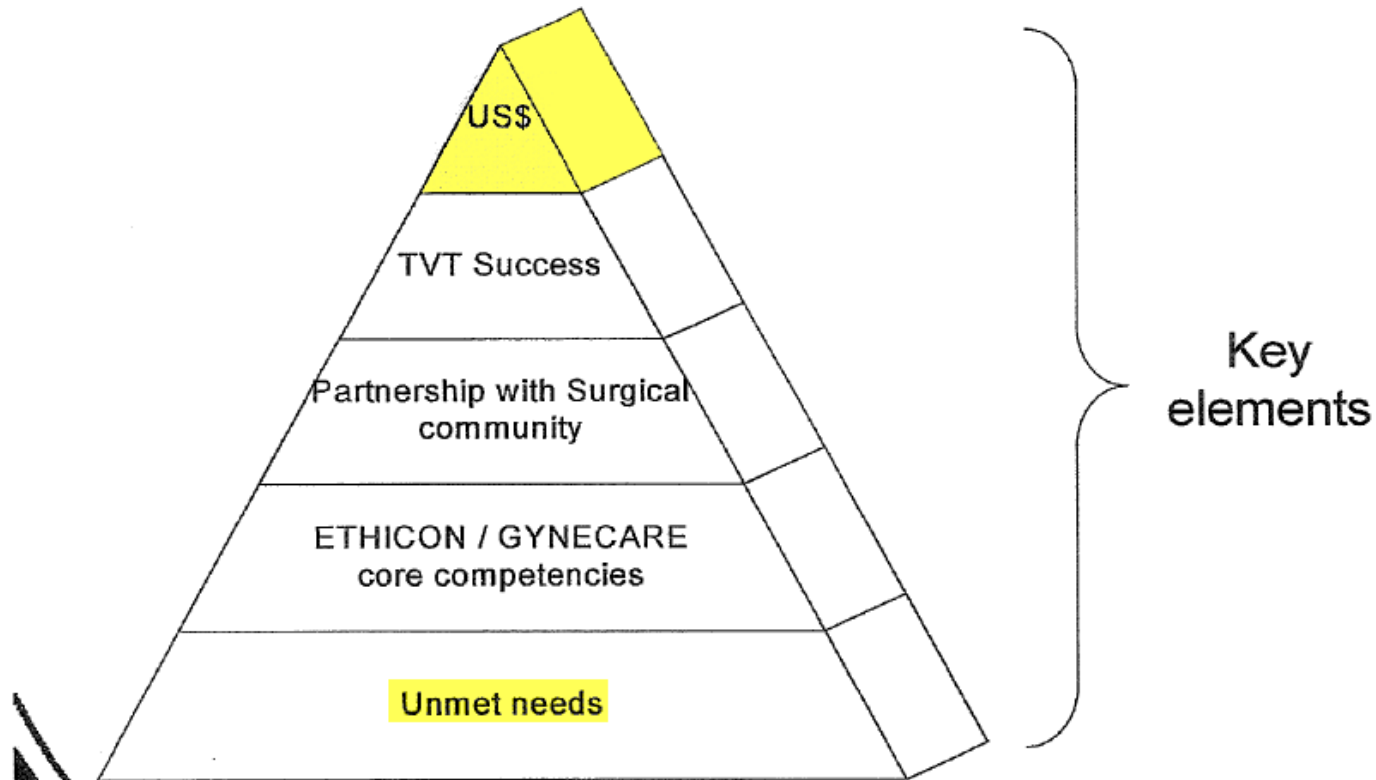 US$
TVT Success
Partnership with Surgical
community
ETHICON / GYNECARE
core competencies
Unmet needs
Key
elements